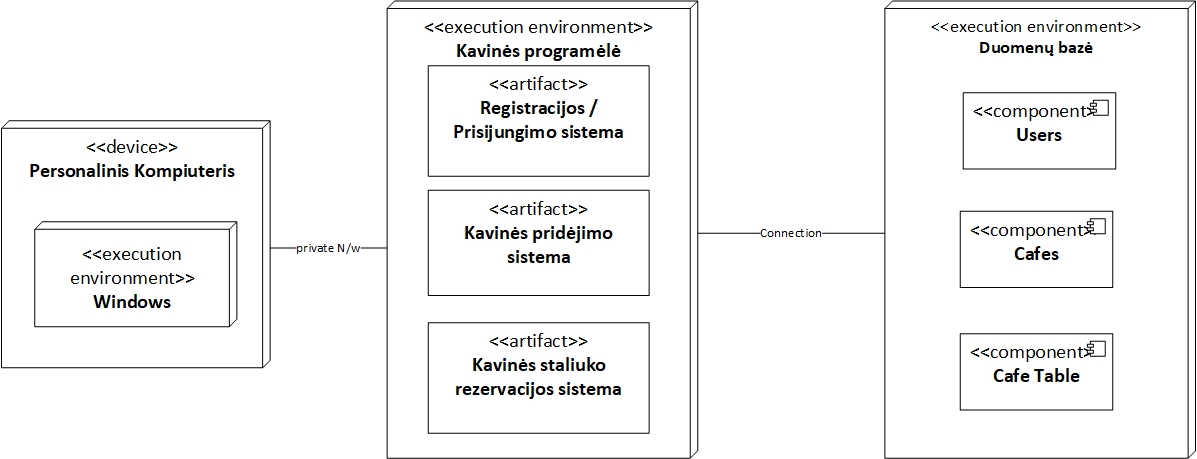 <<device>>
Personalinis Kompiuteris
<<execution
environment>>
Windows
private N/w
<<execution environment>>
Kavinės programėlė
<<artifact>>
Registracijos /
Prisijungimo sistema
<<artifact>>
Kavinės pridėjimo
sistema
<<artifact>>
Kavinės staliuko
rezervacijos sistema
Connection
<<execution environment>>
Duomenų bazė
<<component>>
Users
<<component>>
Cafes
<<component>>
Cafe Table